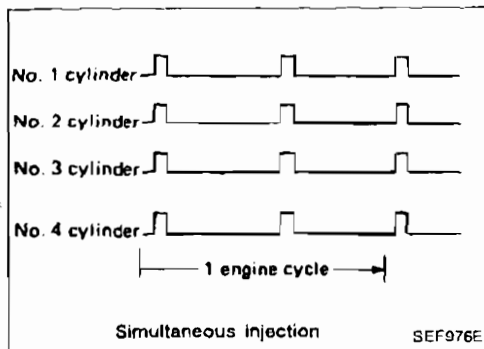 No. 1 cylinder
No. 2 cylinder
No. 3 cylinder
No. 4 cylinder
1 engine cycle
Simultaneous injection
SEF976E